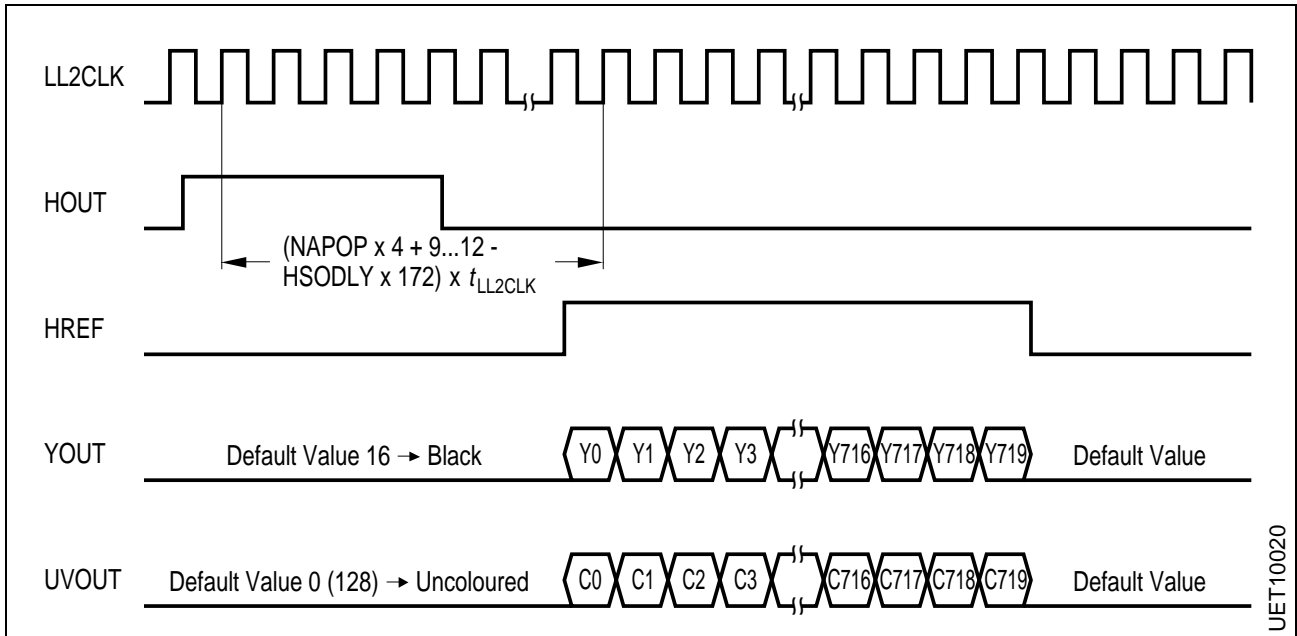 LL2CLK
HOUT
(NAPOP x 4 + 9...12 -
HSODLY x 172) x tLL2CLK
HREF
YOUT
Default Value 16 → Black
Y0 Y1 Y2 Y3 Y716 Y717 Y718 Y719
Default Value
UVOUT
Default Value 0 (128) → Uncoloured
C0 C1 C2 C3 C716 C717 C718 C719
Default Value
UET10020